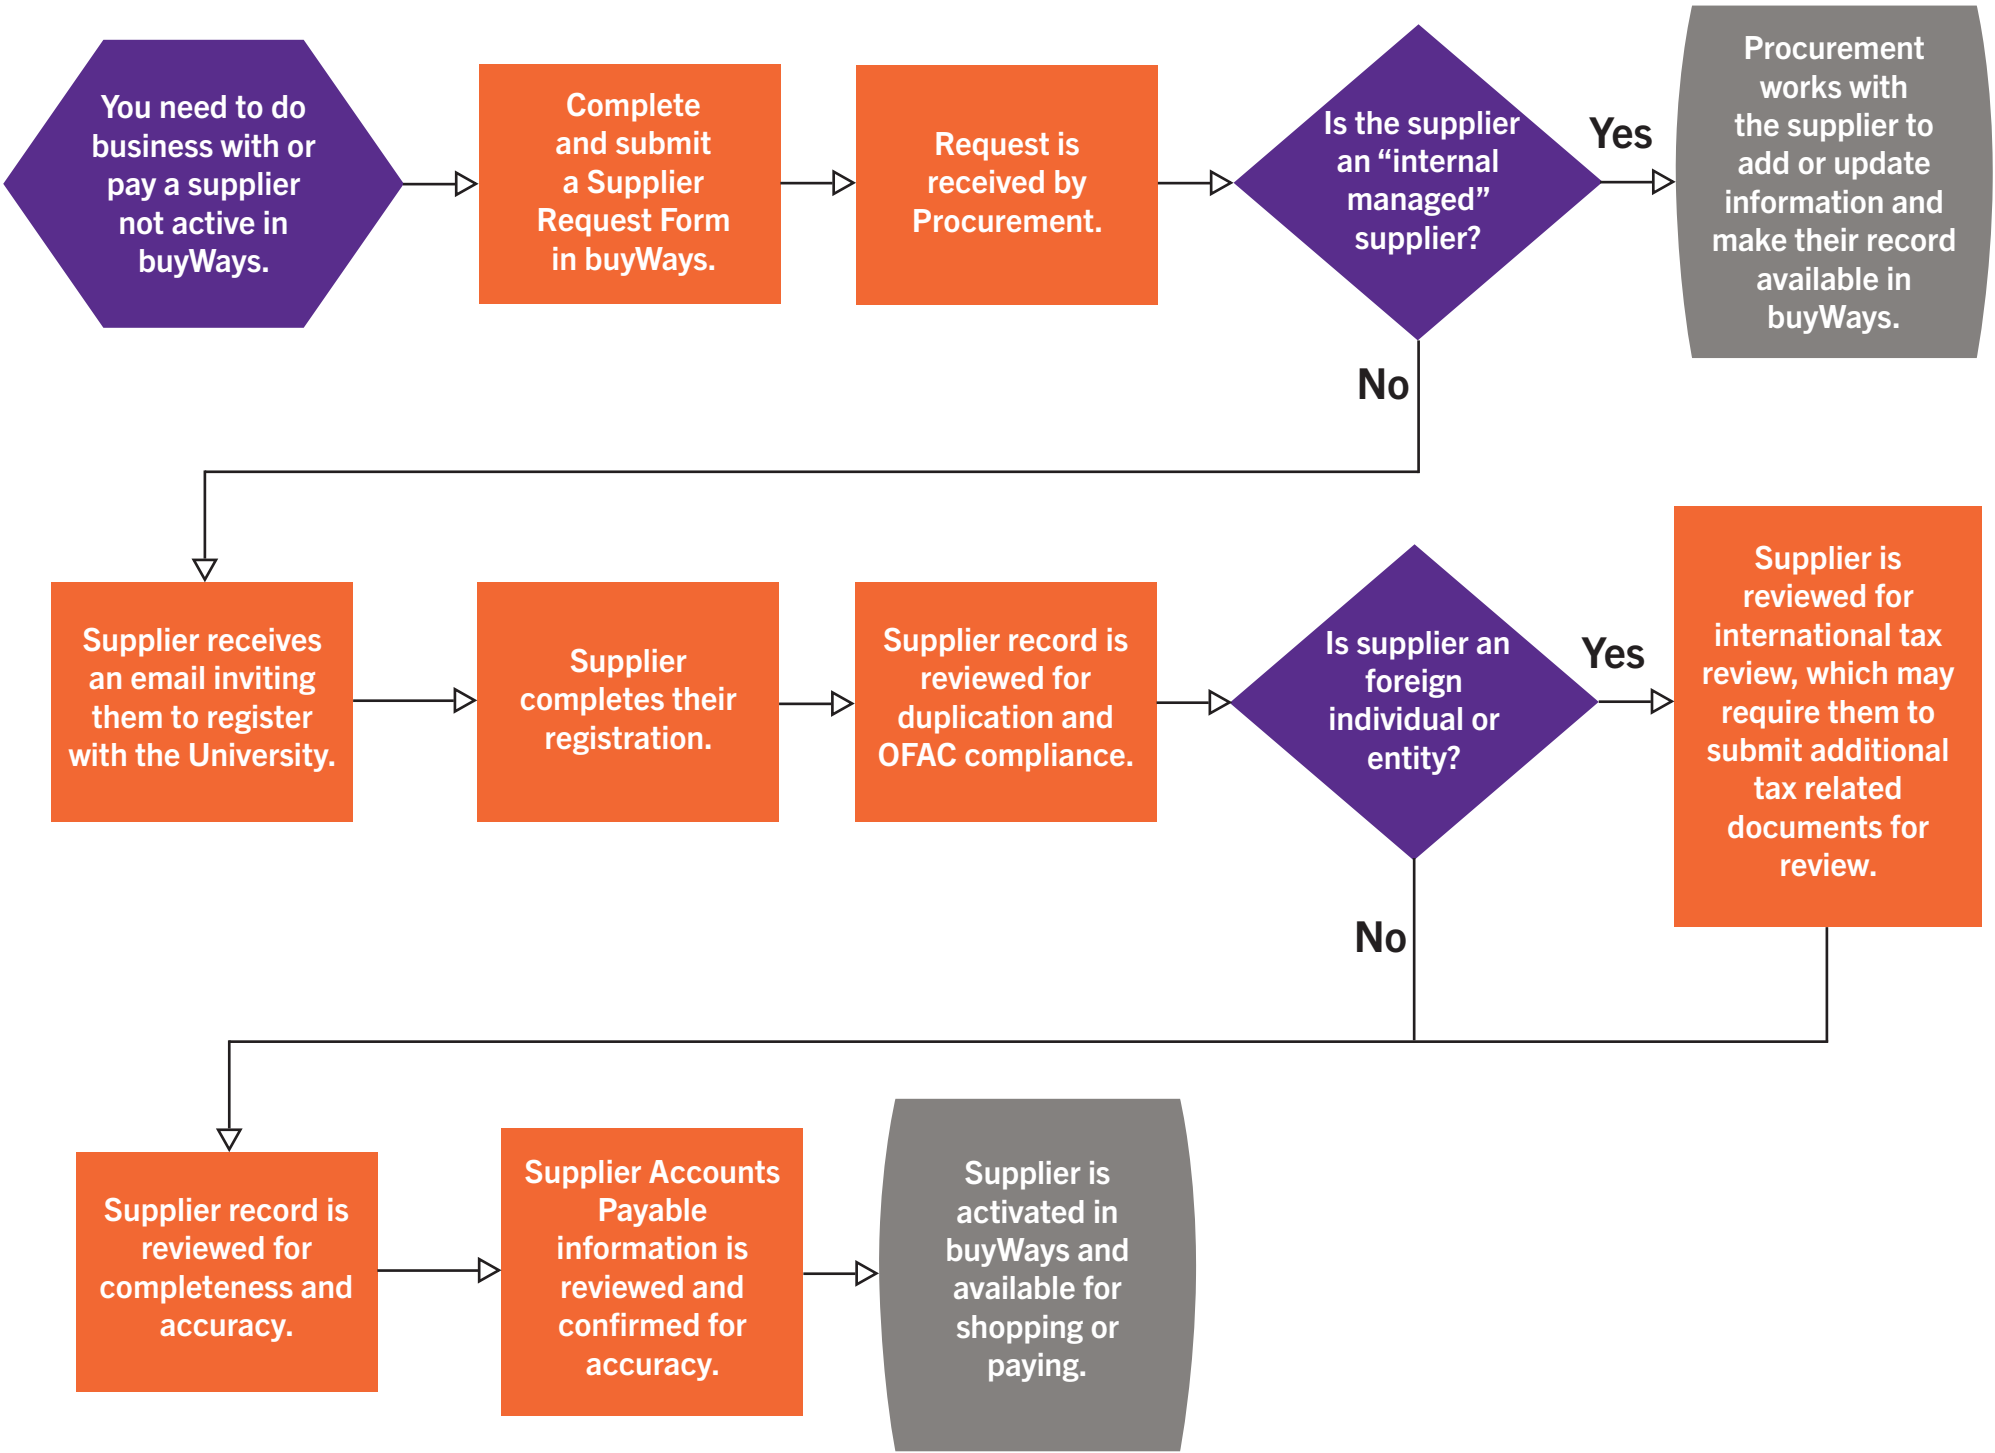 You need to do
business with or
pay a supplier
not active in
buyWays.
Complete
and submit
a Supplier
Request Form
in buyWays.
Request is
received by
Procurement.
Is the supplier
an “internal
managed”
supplier?
Yes
Procurement
works with
the supplier to
add or update
information and
make their record
available in
buyWays.
No
Supplier receives
an email inviting
them to register
with the University.
Supplier
completes their
registration.
Supplier record is
reviewed for
duplication and
OFAC compliance.
Is supplier an
foreign
individual or
entity?
Yes
Supplier is
reviewed for
international tax
review, which may
require them to
submit additional
tax related
documents for
review.
No
Supplier record is
reviewed for
completeness and
accuracy.
Supplier Accounts
Payable
information is
reviewed and
confirmed for
accuracy.
Supplier is
activated in
buyWays and
available for
shopping or
paying.